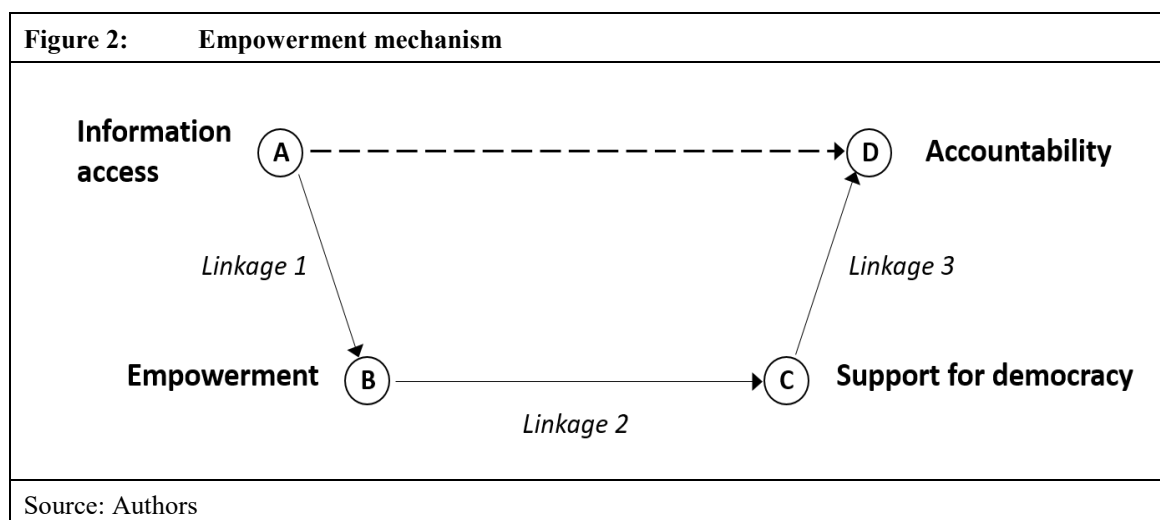 Figure 2: Empowerment mechanism
Information
access
A
D
Accountability
Linkage 1
Linkage 3
Empowerment
B
C
Support for democracy
Linkage 2
Source: Authors